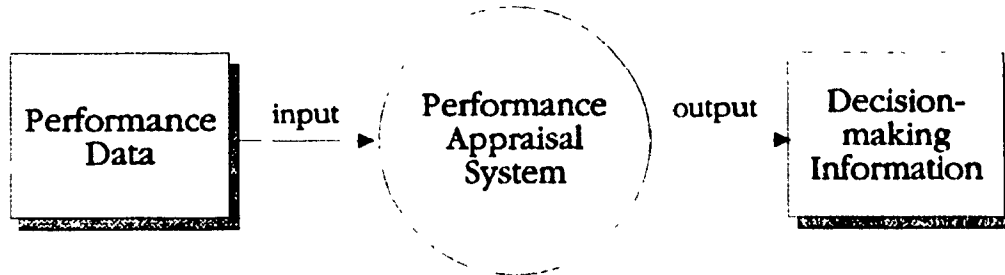 Performance
Data
input
Performance
Appraisal
System
output
Decision-
making
Information